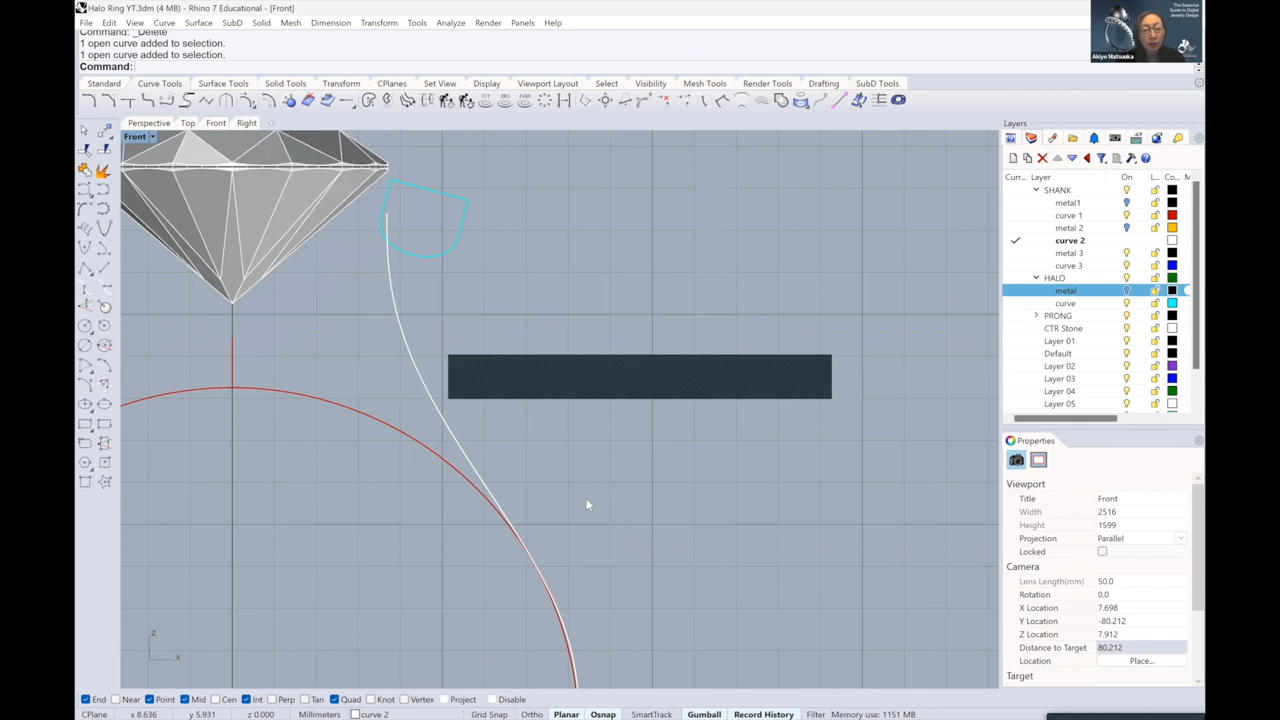 Halo Ring YT.3dm (4 MB) - Rhino 7 Educational - [Front]
File Edit View Curve Surface SubD Solid Mesh Dimension Transform Tools Analyze Render Panels Help
Command: _Delete
1 open curve added to selection.
1 open curve added to selection.
Command:
Standard Curve Tools Surface Tools Solid Tools Transform CPlanes Set View Display Viewport Layout Select Visibility Mesh Tools Render Tools Drafting SubD Tools
Perspective Top Front Right
Front
z
x
The Essential
Guide to Digital
Jewelry Design
Akiyo Matsuoka
Layers
Curr... Layer On L... Co... M
SHANK
metal1
curve 1
metal 2
curve 2
metal 3
curve 3
HALO
metal
curve
PRONG
CTR Stone
Layer 01
Default
Layer 02
Layer 03
Layer 04
Layer 05
Properties
Viewport
Title Front
Width 2516
Height 1599
Projection Parallel
Locked
Camera
Lens Length(mm) 50.0
Rotation 0.0
X Location 7.698
Y Location -80.212
Z Location 7.912
Distance to Target 80.212
Location Place...
Target
End Near Point Mid Cen Int Perp Tan Quad Knot Vertex Project Disable
CPlane x 8.636 y 5.931 z 0.000 Millimeters curve 2 Grid Snap Ortho Planar Osnap SmartTrack Gumball Record History Filter Memory use: 1151 MB